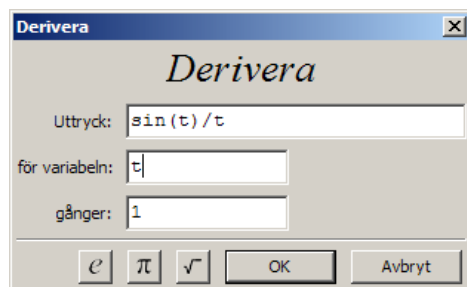 Derivera
Derivera
Uttryck: sin(t)/t
för variabeln: t
gånger: 1
e π √ OK Avbryt